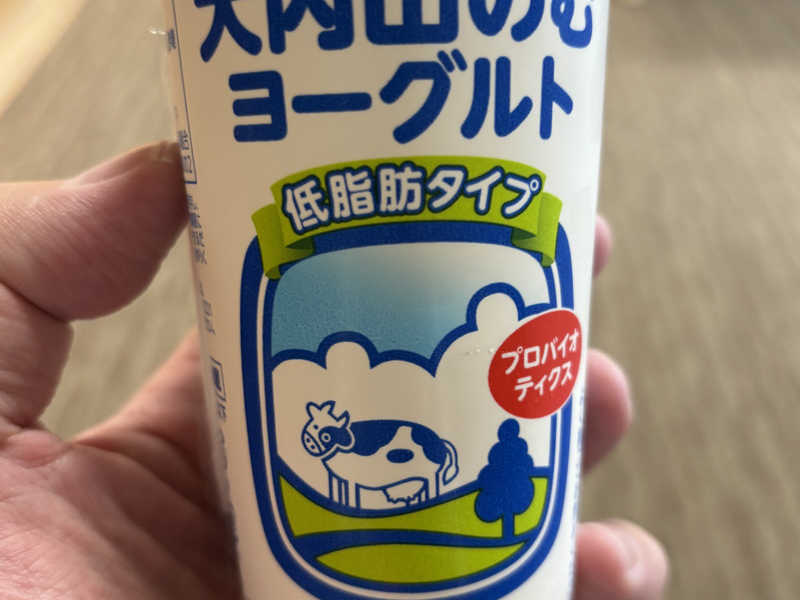 大内山のむ
ヨーグルト
低脂肪タイプ
プロバイオ
ティクス